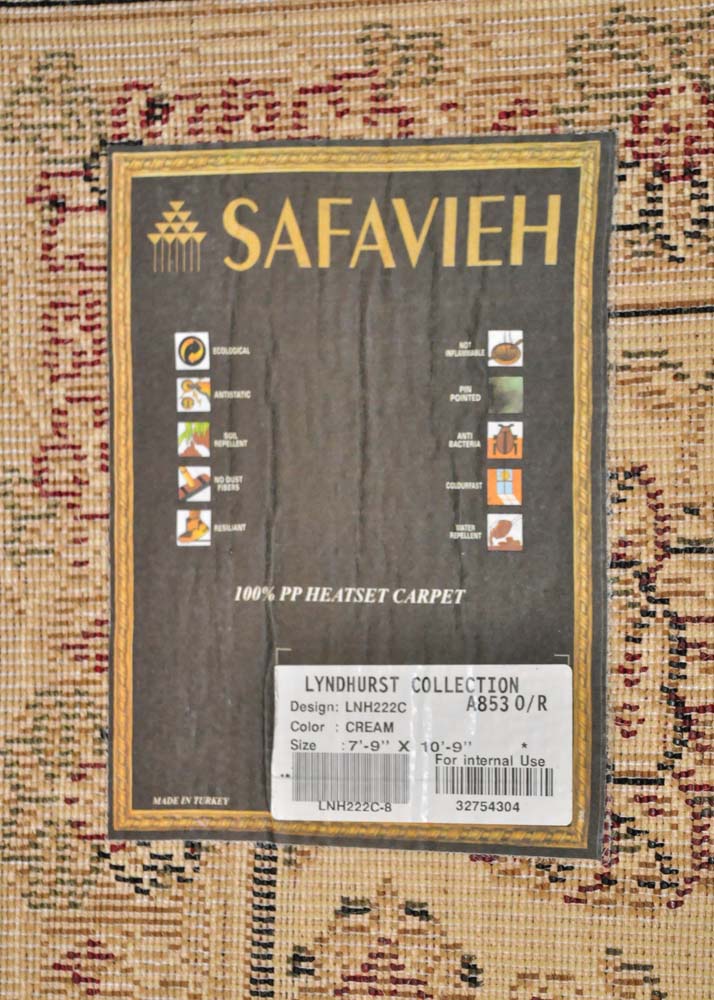 SAFAVIEH
ECOLOGICAL
ANTISTATIC
SOIL
REPELLENT
NO DUST
FIBERS
RESILIANT
NOT
INFLAMMABLE
PIN
POINTED
ANTI
BACTERIA
COLOURFAST
WATER
REPELLENT
100% PP HEATSET CARPET
LYNDHURST COLLECTION
Design: LNH222C A853 O/R
Color : CREAM
Size : 7'-9" X 10'-9" *
For internal Use
LNH222C-8 32754304
MADE IN TURKEY